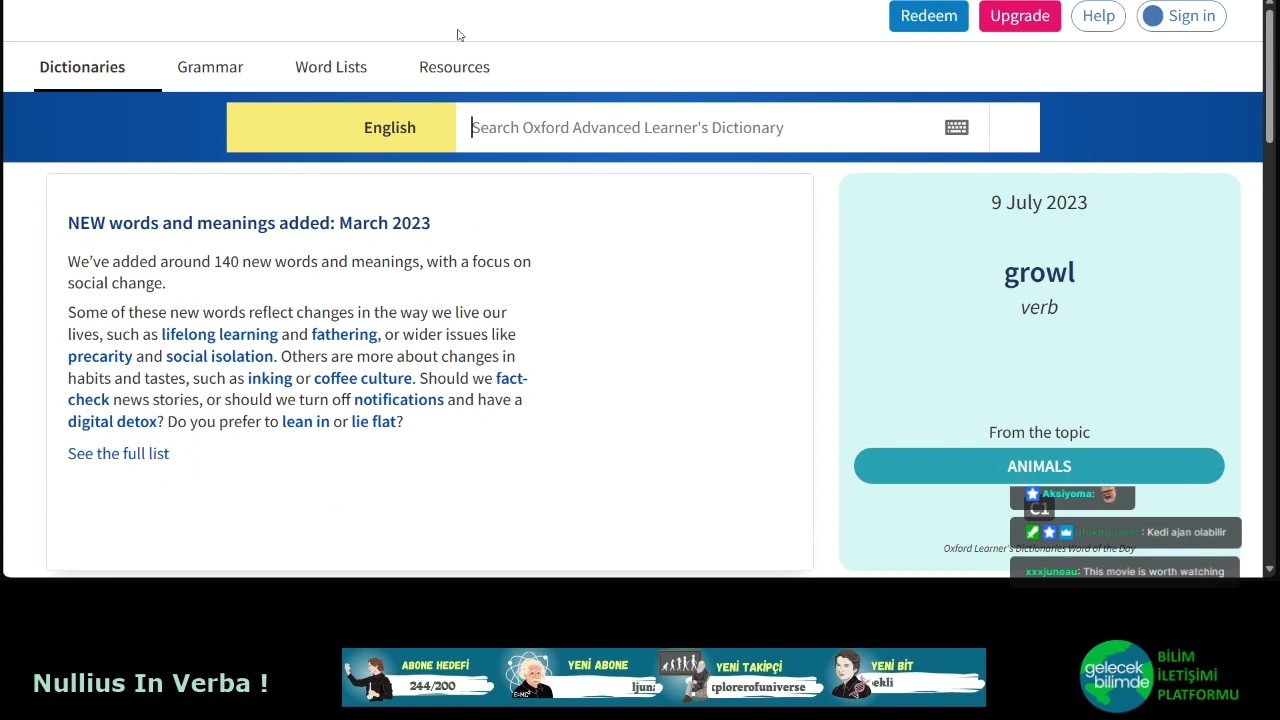 Redeem
Upgrade
Help
Sign in
Dictionaries
Grammar
Word Lists
Resources
English
Search Oxford Advanced Learner's Dictionary
NEW words and meanings added: March 2023
We've added around 140 new words and meanings, with a focus on
social change.
Some of these new words reflect changes in the way we live our
lives, such as lifelong learning and fathering, or wider issues like
precarity and social isolation. Others are more about changes in
habits and tastes, such as inking or coffee culture. Should we fact-
check news stories, or should we turn off notifications and have a
digital detox? Do you prefer to lean in or lie flat?
See the full list
9 July 2023
growl
verb
From the topic
ANIMALS
C1
Oxford Learner's Dictionaries Word of the Day
Aksiyoma:
: Kedi ajan olabilir
xxxjuneau: This movie is worth watching
Nullius In Verba !
ABONE HEDEFİ
244/200
YENİ ABONE
E=MC²
YENİ TAKİPÇİ
xplorerofuniverse
YENİ BİT
ekli
gelecek
bilimde
BİLİM
İLETİŞİMİ
PLATFORMU